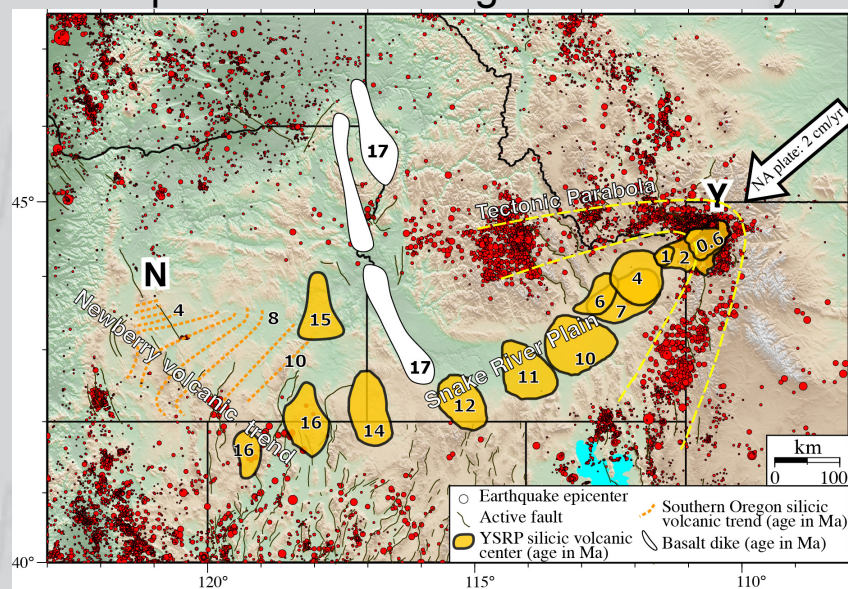 17
NA plate: 2 cm/yr
45°
Tectonic Parabola
Y
0.6
1
2
N
4
4
6
7
Newberry volcanic trend
8
15
10
Snake River Plain
10
17
11
12
16
14
16
km
0
100
Earthquake epicenter
Active fault
YSRP silicic volcanic
center (age in Ma)
Southern Oregon silicic
volcanic trend (age in Ma)
Basalt dike (age in Ma)
40°
120°
115°
110°